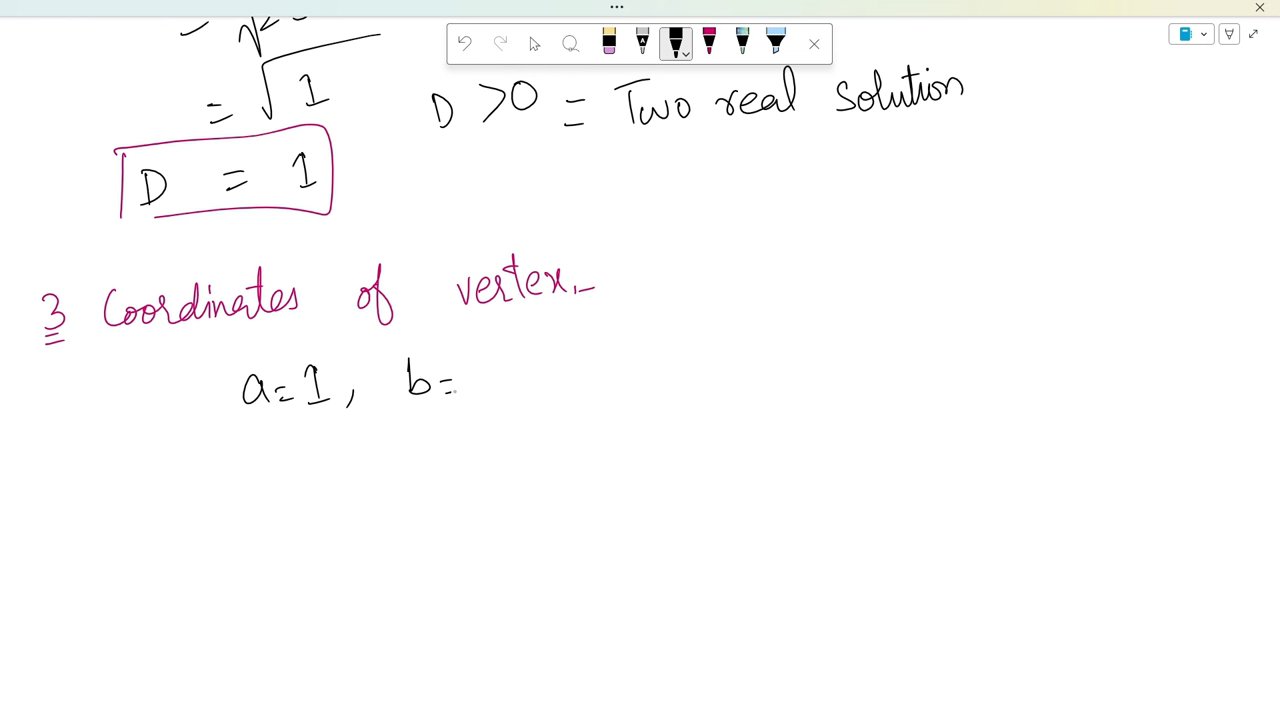 = √1
D > 0 = Two real solution
D = 1
3 Coordinates of vertex.-
a=1, b=